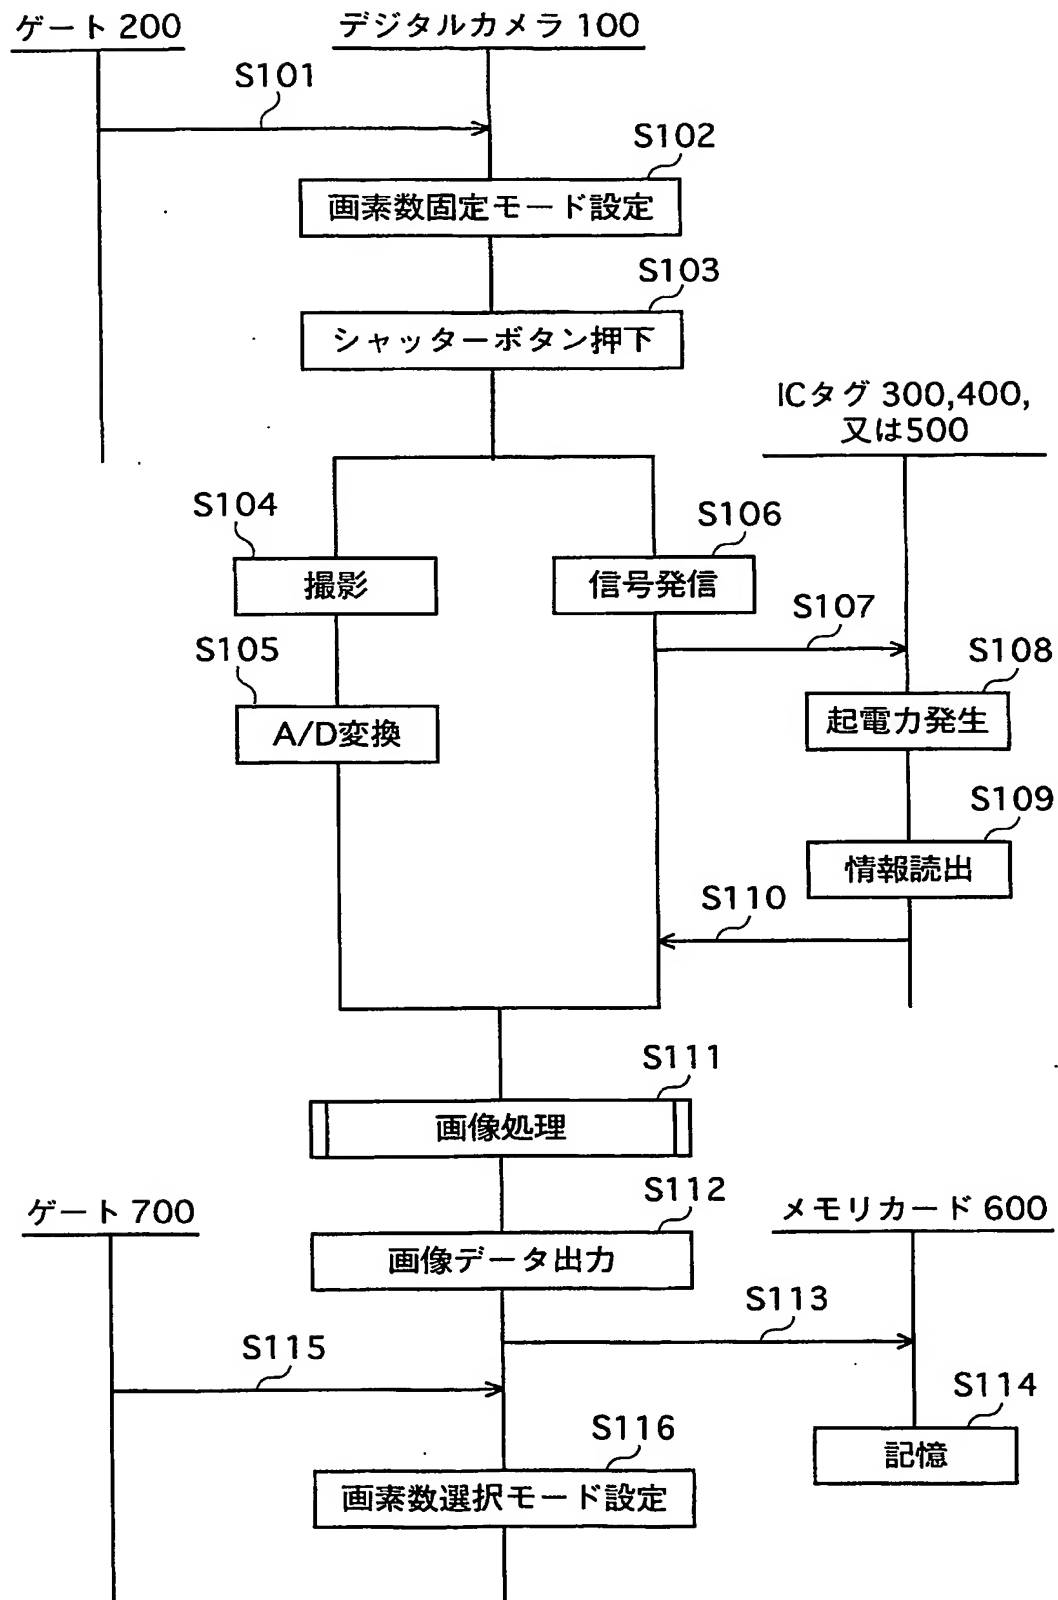 ゲート 200
デジタルカメラ 100
S101
S102
画素数固定モード設定
S103
シャッターボタン押下
ICタグ 300,400,
又は500
S104
撮影
S106
信号発信
S107
S105
A/D変換
S108
起電力発生
S109
情報読出
S110
S111
画像処理
S112
画像データ出力
ゲート 700
メモリカード 600
S113
S115
S114
記憶
S116
画素数選択モード設定